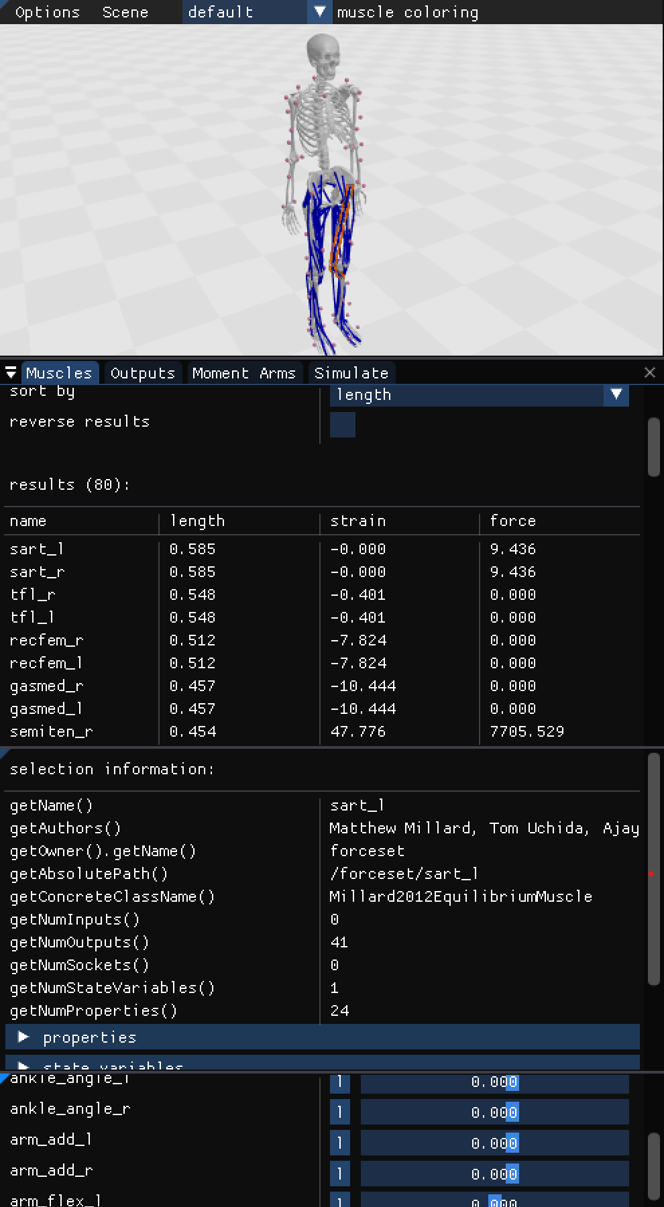 Options Scene default muscle coloring
Muscles Outputs Moment Arms Simulate
sort by length
reverse results
results (80):
name length strain force
sart_l 0.585 -0.000 9.436
sart_r 0.585 -0.000 9.436
tfl_r 0.548 -0.401 0.000
tfl_l 0.548 -0.401 0.000
recfem_r 0.512 -7.824 0.000
recfem_l 0.512 -7.824 0.000
gasmed_r 0.457 -10.444 0.000
gasmed_l 0.457 -10.444 0.000
semiten_r 0.454 47.776 7705.529
selection information:
getName() sart_l
getAuthors() Matthew Millard, Tom Uchida, Ajay
getOwner().getName() forceset
getAbsolutePath() /forceset/sart_l
getConcreteClassName() Millard2012EquilibriumMuscle
getNumInputs() 0
getNumOutputs() 41
getNumSockets() 0
getNumStateVariables() 1
getNumProperties() 24
properties
state variables
ankle_angle_l l 0.000
ankle_angle_r l 0.000
arm_add_l l 0.000
arm_add_r l 0.000
arm_flex_l l 0.000